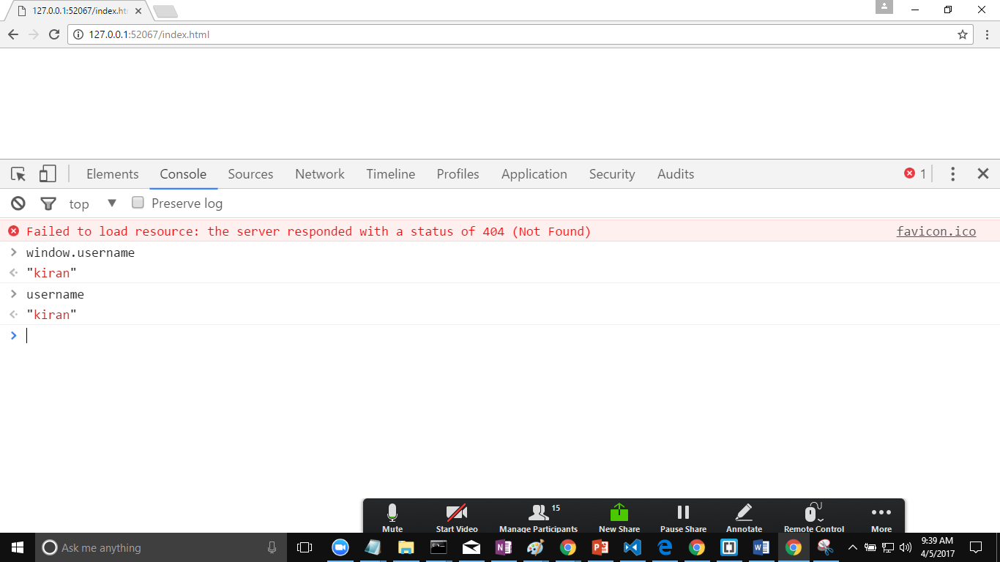 127.0.0.1:52067/index.ht
127.0.0.1:52067/index.html
Elements Console Sources Network Timeline Profiles Application Security Audits 1
top Preserve log
Failed to load resource: the server responded with a status of 404 (Not Found) favicon.ico
> window.username
"kiran"
> username
"kiran"
>
15
Mute Start Video Manage Participants New Share Pause Share Annotate Remote Control More
Ask me anything
9:39 AM
4/5/2017